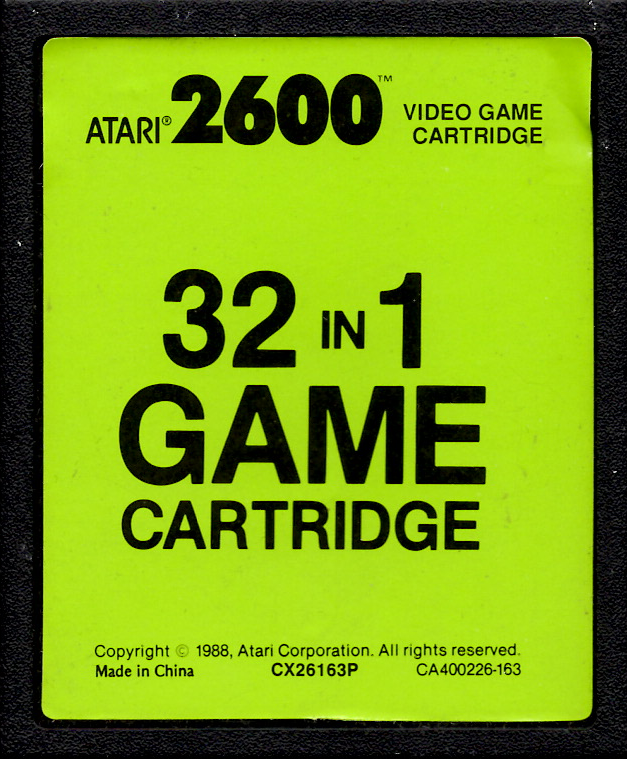 ATARI® 2600™ VIDEO GAME
CARTRIDGE
32 IN 1
GAME
CARTRIDGE
Copyright © 1988, Atari Corporation. All rights reserved.
Made in China CX26163P CA400226-163